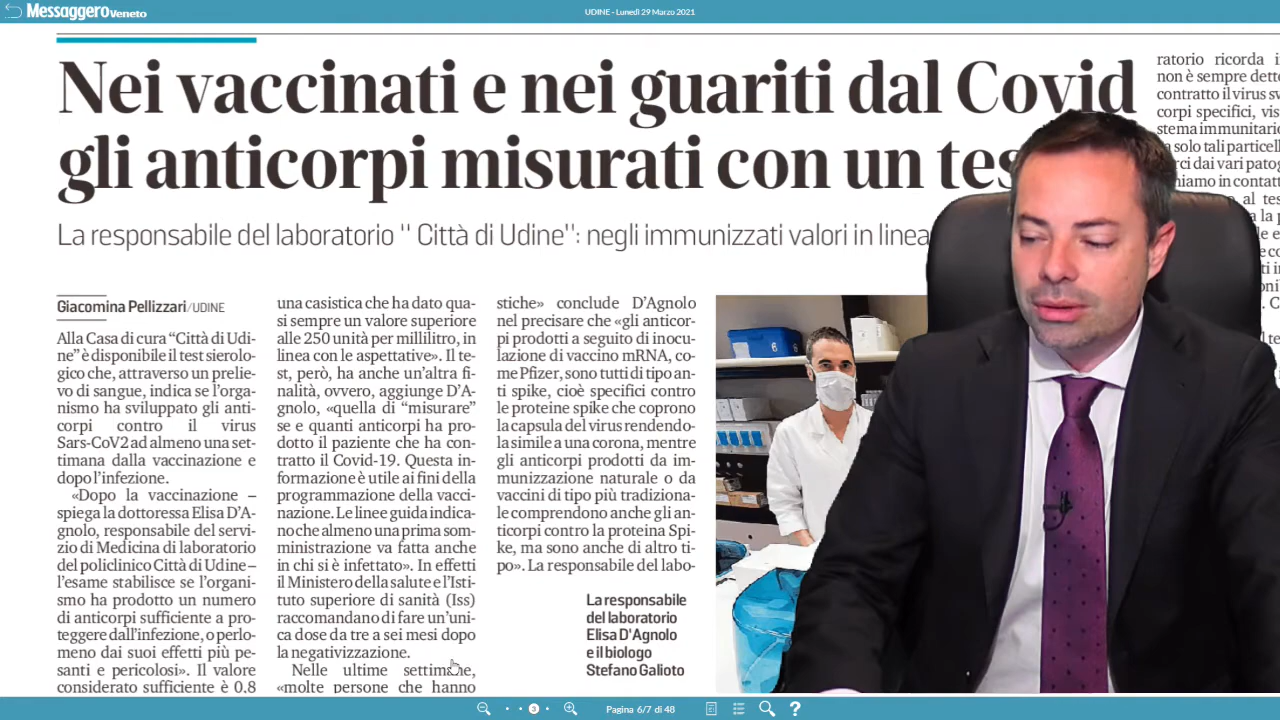 Messaggero Veneto
UDINE - Lunedì 29 Marzo 2021
Nei vaccinati e nei guariti dal Covid
gli anticorpi misurati con un
La responsabile del laboratorio " Città di Udine": negli immunizzati valori in linea
Giacomina Pellizzari/UDINE
Alla Casa di cura “Città di Udi-
ne” è disponibile il test sierolo-
gico che, attraverso un prelie-
vo di sangue, indica se l’orga-
nismo ha sviluppato gli anti-
corpi contro il virus
Sars-CoV2 ad almeno una set-
timana dalla vaccinazione e
dopo l’infezione.
«Dopo la vaccinazione –
spiega la dottoressa Elisa D’A-
gnolo, responsabile del servi-
zio di Medicina di laboratorio
del policlinico Città di Udine –
l’esame stabilisce se l’organi-
smo ha prodotto un numero
di anticorpi sufficiente a pro-
teggere dall’infezione, o perlo-
meno dai suoi effetti più pe-
santi e pericolosi». Il valore
considerato sufficiente è 0.8
una casistica che ha dato qua-
si sempre un valore superiore
alle 250 unità per millilitro, in
linea con le aspettative». Il te-
st, però, ha anche un’altra fi-
nalità, ovvero, aggiunge D’A-
gnolo, «quella di “misurare”
se e quanti anticorpi ha pro-
dotto il paziente che ha con-
tratto il Covid-19. Questa in-
formazione è utile ai fini della
programmazione della vacci-
nazione. Le linee guida indica-
no che almeno una prima som-
ministrazione va fatta anche
in chi si è infettato». In effetti
il Ministero della salute e l’Isti-
tuto superiore di sanità (Iss)
raccomandano di fare un’uni-
ca dose da tre a sei mesi dopo
la negativizzazione.
Nelle ultime settimane,
«molte persone che hanno
stiche» conclude D’Agnolo
nel precisare che «gli anticor-
pi prodotti a seguito di inocu-
lazione di vaccino mRNA, co-
me Pfizer, sono tutti di tipo an-
ti spike, cioè specifici contro
le proteine spike che coprono
la capsula del virus rendendo-
la simile a una corona, mentre
gli anticorpi prodotti da im-
munizzazione naturale o da
vaccini di tipo più tradiziona-
le comprendono anche gli an-
ticorpi contro la proteina Spi-
ke, ma sono anche di altro ti-
po». La responsabile del labo-
La responsabile
del laboratorio
Elisa D'Agnolo
e il biologo
Stefano Galioto
ratorio ricorda
non è sempre dett
contratto il virus sv
corpi specifici, vis
stema immunitari
solo tali particel
dai vari pato
in contatt
al tes
la
Pagina 6/7 di 48